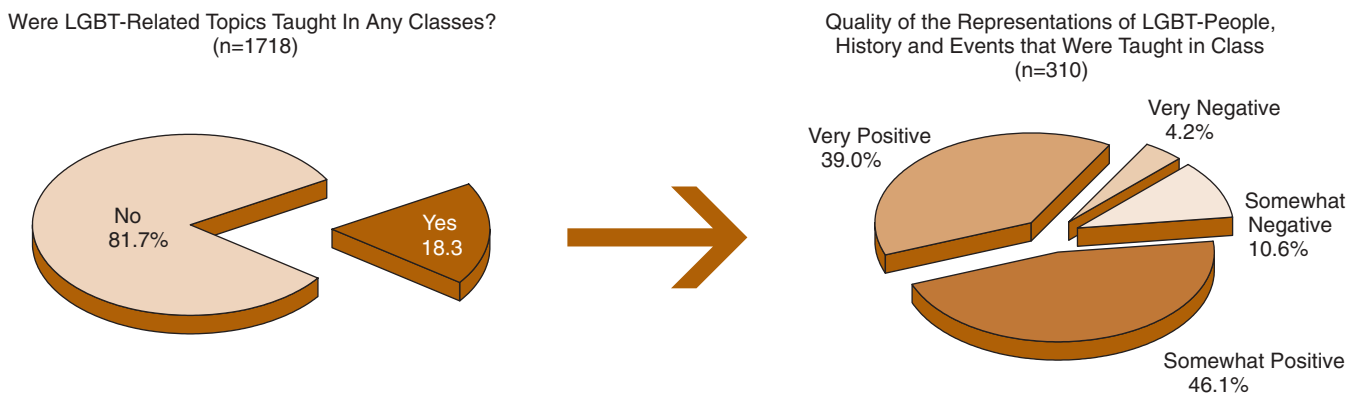 Were LGBT-Related Topics Taught In Any Classes?
(n=1718)
No
81.7%
Yes
18.3
Quality of the Representations of LGBT-People,
History and Events that Were Taught in Class
(n=310)
Very Positive
39.0%
Very Negative
4.2%
Somewhat
Negative
10.6%
Somewhat Positive
46.1%